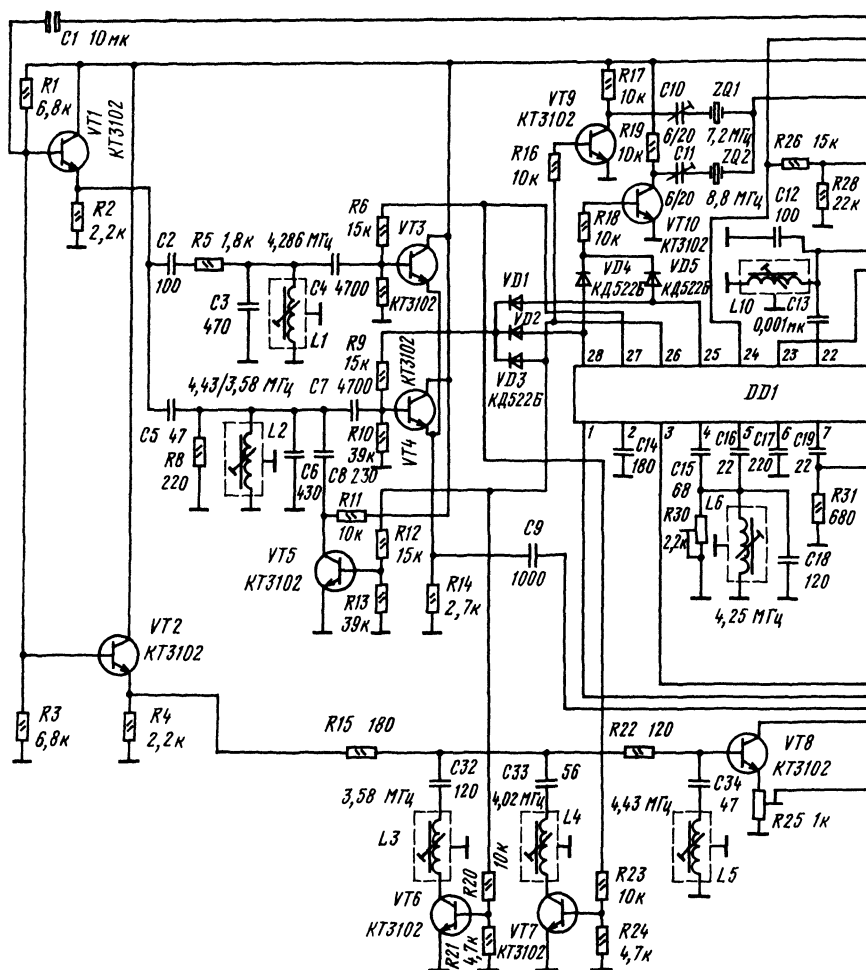 C1 10мк
R1
6,8к
VT1
КТ3102
R2
2,2к
C2
100
R5 1,8к
4,286 МГц
C3
470
C4
4700
L1
R6
15к
VT3
КТ3102
R9
15к
КТ3102
4,43/3,58 МГц
C7
4700
C5 47
R8
220
L2
C6
430
C8 230
R10
39к
VT4
R11
10к
VT5
КТ3102
R12
15к
R13
39к
R14
2,7к
C9
1000
VT9
КТ3102
R16
10к
R17
10к
R19
10к
C10
6/20
ZQ1
7,2 МГц
C11
6/20
ZQ2
8,8 МГц
R18
10к
VT10
КТ3102
VD1
VD2
VD3
КД522Б
VD4
КД522Б
VD5
КД522Б
R26 15к
R28
22к
C12
100
L10
C13
0,001мк
28 27 26 25 24 23 22
DD1
1 2 3 4 5 6 7
C14
180
C15
68
C16
22
C17
220
C19
22
R30
2,2к
L6
4,25 МГц
C18
120
R31
680
VT2
КТ3102
R3
6,8к
R4
2,2к
R15 180
R22 120
VT8
КТ3102
R25 1к
C32
120
3,58 МГц
L3
C33
56
4,02 МГц
L4
C34
47
4,43 МГц
L5
VT6
КТ3102
R20
10к
R21
4,7к
VT7
КТ3102
R23
10к
R24
4,7к